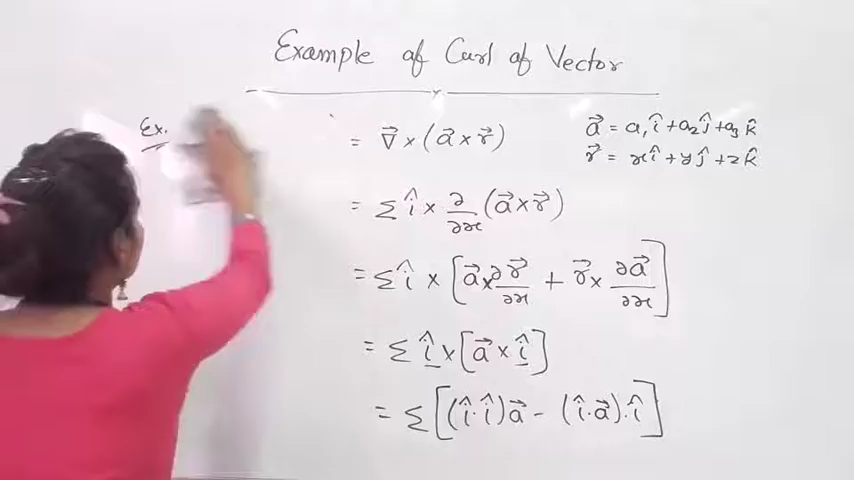 Example of Curl of Vector
Ex.
= ∇⃗ × (a⃗ × r⃗)
a⃗ = a₁î + a₂ĵ + a₃k̂
r⃗ = xî + yĵ + zk̂
= Σ î × ∂/∂x (a⃗ × r⃗)
= Σ î × [a⃗ × ∂r⃗/∂x + r⃗ × ∂a⃗/∂x]
= Σ î × [a⃗ × î]
= Σ [(î·î)a⃗ − (î·a⃗)·î]